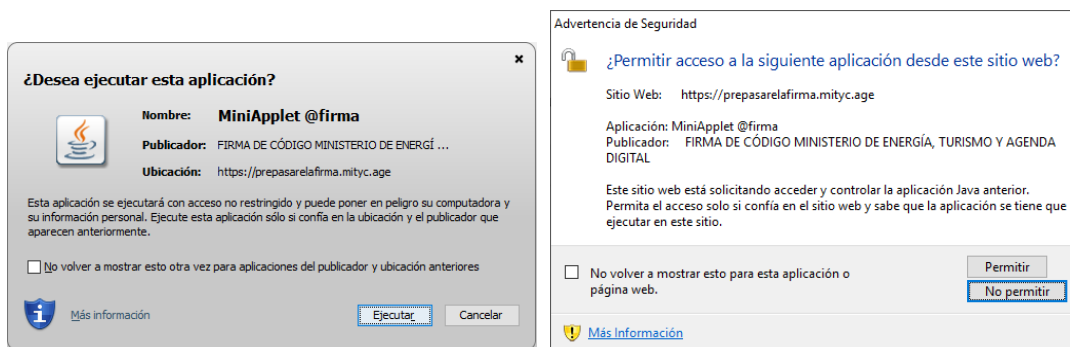 ¿Desea ejecutar esta aplicación?
Nombre: MiniApplet @firma
Publicador: FIRMA DE CÓDIGO MINISTERIO DE ENERGÍ ...
Ubicación: https://prepasarelafirma.mityc.age
Esta aplicación se ejecutará con acceso no restringido y puede poner en peligro su computadora y
su información personal. Ejecute esta aplicación sólo si confía en la ubicación y el publicador que
aparecen anteriormente.
No volver a mostrar esto otra vez para aplicaciones del publicador y ubicación anteriores
Más información
Ejecutar
Cancelar
Advertencia de Seguridad
¿Permitir acceso a la siguiente aplicación desde este sitio web?
Sitio Web: https://prepasarelafirma.mityc.age
Aplicación: MiniApplet @firma
Publicador: FIRMA DE CÓDIGO MINISTERIO DE ENERGÍA, TURISMO Y AGENDA
DIGITAL
Este sitio web está solicitando acceder y controlar la aplicación Java anterior.
Permita el acceso solo si confía en el sitio web y sabe que la aplicación se tiene que
ejecutar en este sitio.
No volver a mostrar esto para esta aplicación o
página web.
Permitir
No permitir
Más Información